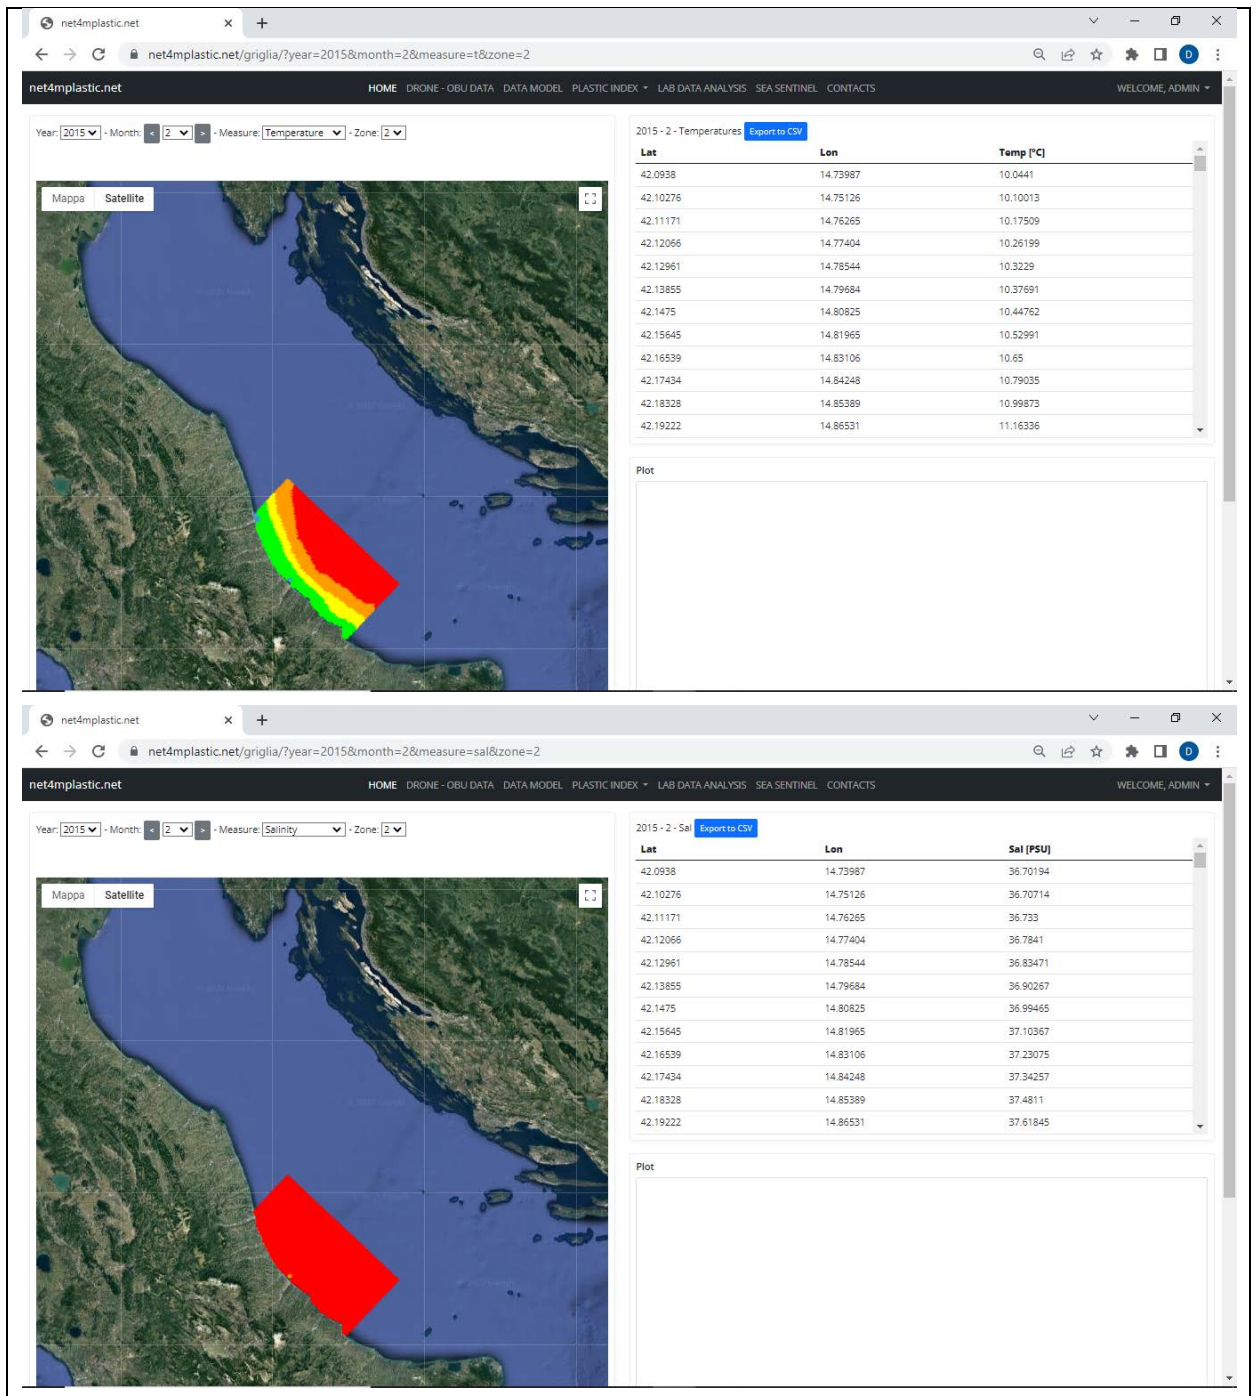 net4mplastic.net
net4mplastic.net/griglia/?year=2015&month=2&measure=t&zone=2
net4mplastic.net HOME DRONE - OBU DATA DATA MODEL PLASTIC INDEX LAB DATA ANALYSIS SEA SENTINEL CONTACTS WELCOME, ADMIN
Year: 2015 - Month: < 2 > - Measure: Temperature - Zone: 2
Mappa Satellite
2015 - 2 - Temperatures Export to CSV
Lat Lon Temp [°C]
42.0938 14.73987 10.0441
42.10276 14.75126 10.10013
42.11171 14.76265 10.17509
42.12066 14.77404 10.26199
42.12961 14.78544 10.3229
42.13855 14.79684 10.37691
42.1475 14.80825 10.44762
42.15645 14.81965 10.52991
42.16539 14.83106 10.65
42.17434 14.84248 10.79035
42.18328 14.85389 10.99873
42.19222 14.86531 11.16336
Plot
net4mplastic.net
net4mplastic.net/griglia/?year=2015&month=2&measure=sal&zone=2
net4mplastic.net HOME DRONE - OBU DATA DATA MODEL PLASTIC INDEX LAB DATA ANALYSIS SEA SENTINEL CONTACTS WELCOME, ADMIN
Year: 2015 - Month: < 2 > - Measure: Salinity - Zone: 2
Mappa Satellite
2015 - 2 - Sal Export to CSV
Lat Lon Sal [PSU]
42.0938 14.73987 36.70194
42.10276 14.75126 36.70714
42.11171 14.76265 36.733
42.12066 14.77404 36.7841
42.12961 14.78544 36.83471
42.13855 14.79684 36.90267
42.1475 14.80825 36.99465
42.15645 14.81965 37.10367
42.16539 14.83106 37.23075
42.17434 14.84248 37.34257
42.18328 14.85389 37.4811
42.19222 14.86531 37.61845
Plot